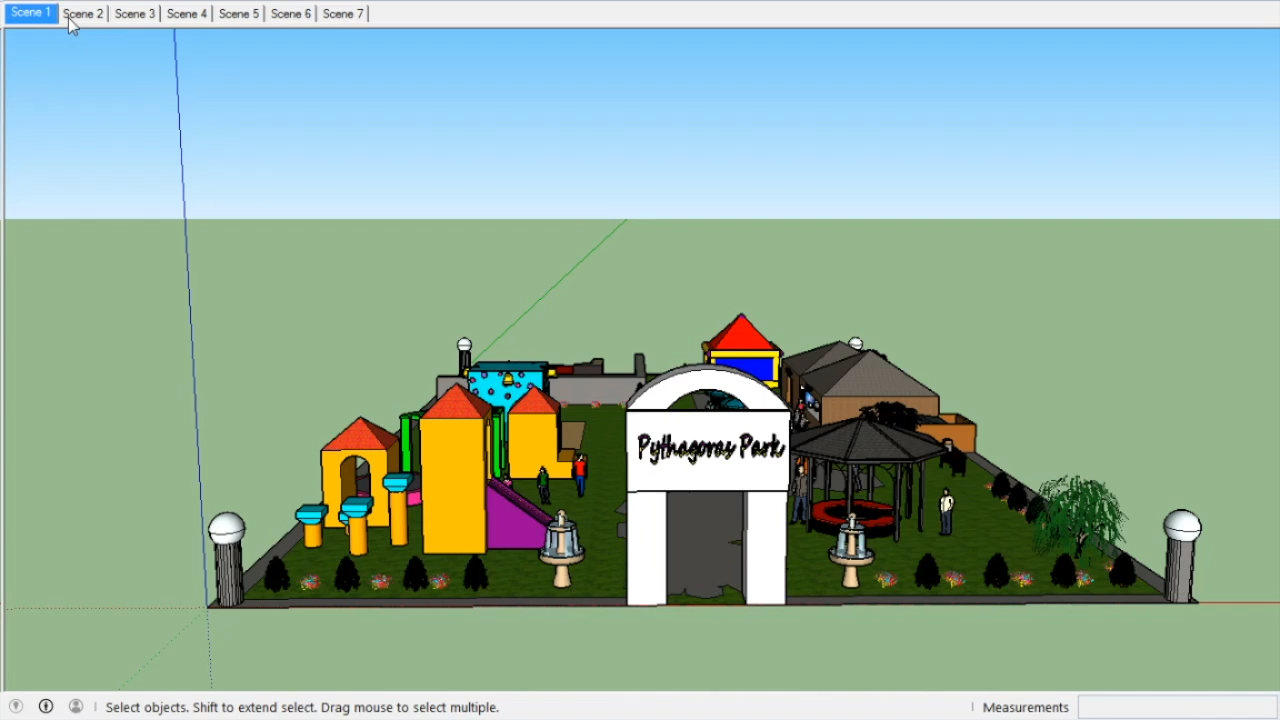 Scene 1 Scene 2 Scene 3 Scene 4 Scene 5 Scene 6 Scene 7
Pythagoras Park
Select objects. Shift to extend select. Drag mouse to select multiple. Measurements